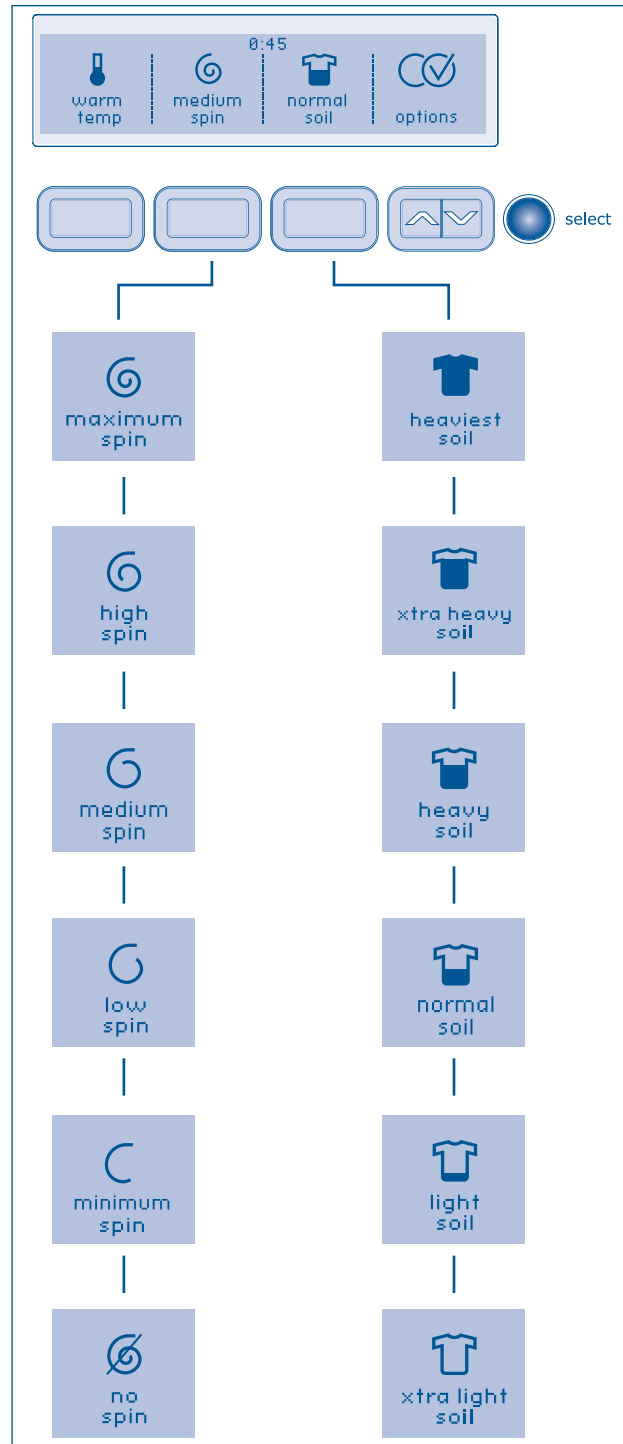 0:45
warm
temp
medium
spin
normal
soil
options
select
maximum
spin
heaviest
soil
high
spin
xtra heavy
soil
medium
spin
heavy
soil
low
spin
normal
soil
minimum
spin
light
soil
no
spin
xtra light
soil